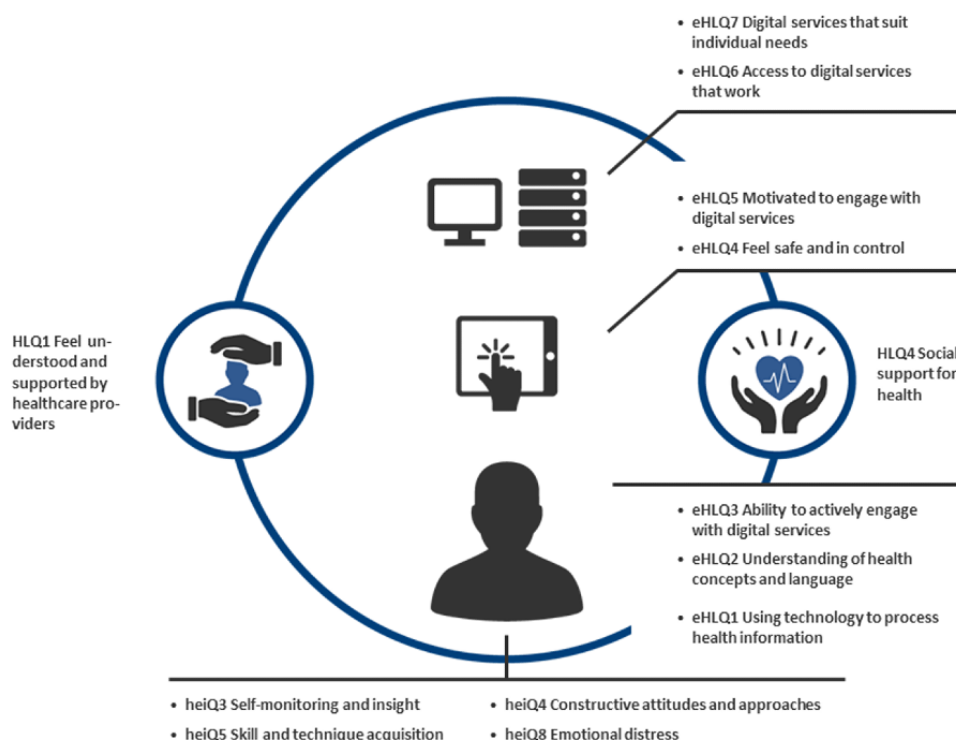 • eHLQ7 Digital services that suit
individual needs
• eHLQ6 Access to digital services
that work
• eHLQ5 Motivated to engage with
digital services
• eHLQ4 Feel safe and in control
HLQ1 Feel un-
derstood and
supported by
healthcare pro-
viders
HLQ4 Social
support for
health
• eHLQ3 Ability to actively engage
with digital services
• eHLQ2 Understanding of health
concepts and language
• eHLQ1 Using technology to process
health information
• heiQ3 Self-monitoring and insight
• heiQ5 Skill and technique acquisition
• heiQ4 Constructive attitudes and approaches
• heiQ8 Emotional distress